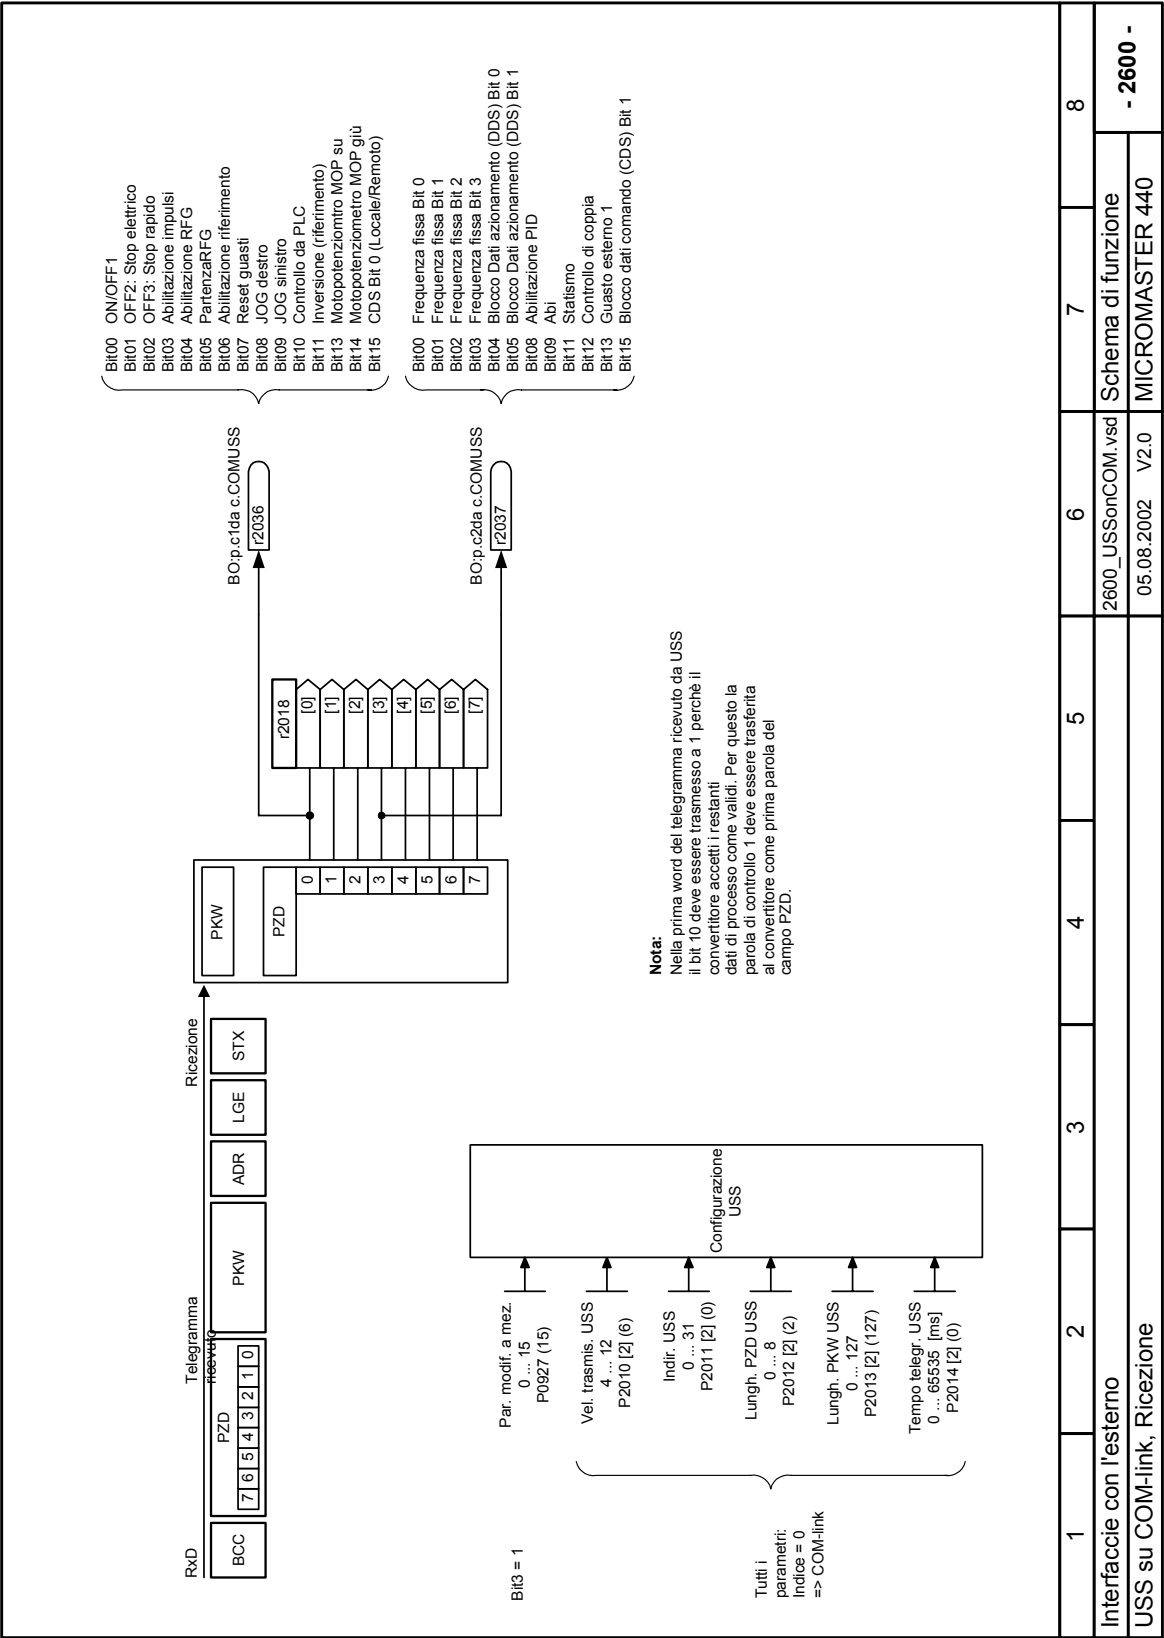 RxD
Telegramma
ricevuto
Ricezione
BCC
PZD
7 6 5 4 3 2 1 0
PKW
ADR
LGE
STX
PKW
PZD
0
1
2
3
4
5
6
7
r2018
[0]
[1]
[2]
[3]
[4]
[5]
[6]
[7]
BO:p.c1da c.COMUSS
r2036
BO:p.c2da c.COMUSS
r2037
Bit00 ON/OFF1
Bit01 OFF2: Stop elettrico
Bit02 OFF3: Stop rapido
Bit03 Abilitazione impulsi
Bit04 Abilitazione RFG
Bit05 PartenzaRFG
Bit06 Abilitazione riferimento
Bit07 Reset guasti
Bit08 JOG destro
Bit09 JOG sinistro
Bit10 Controllo da PLC
Bit11 Inversione (riferimento)
Bit13 Motopotenziomtro MOP su
Bit14 Motopotenziometro MOP giù
Bit15 CDS Bit 0 (Locale/Remoto)
Bit00 Frequenza fissa Bit 0
Bit01 Frequenza fissa Bit 1
Bit02 Frequenza fissa Bit 2
Bit03 Frequenza fissa Bit 3
Bit04 Blocco Dati azionamento (DDS) Bit 0
Bit05 Blocco Dati azionamento (DDS) Bit 1
Bit08 Abilitazione PID
Bit09 Abi
Bit11 Statismo
Bit12 Controllo di coppia
Bit13 Guasto esterno 1
Bit15 Blocco dati comando (CDS) Bit 1
Bit3 = 1
Par. modif. a mez.
0 ... 15
P0927 (15)
Vel. trasmis. USS
4 ... 12
P2010 [2] (6)
Indir. USS
0 ... 31
P2011 [2] (0)
Lungh. PZD USS
0 ... 8
P2012 [2] (2)
Lungh. PKW USS
0 ... 127
P2013 [2] (127)
Tempo telegr. USS
0 ... 65535 [ms]
P2014 [2] (0)
Tutti i
parametri:
Indice = 0
=> COM-link
Configurazione
USS
Nota:
Nella prima word del telegramma ricevuto da USS
il bit 10 deve essere trasmesso a 1 perchè il
convertitore accetti i restanti
dati di processo come validi. Per questo la
parola di controllo 1 deve essere trasferita
al convertitore come prima parola del
campo PZD.
1 2 3 4 5 6 7 8
Interfaccie con l'esterno
2600_USSonCOM.vsd
Schema di funzione
- 2600 -
USS su COM-link, Ricezione
05.08.2002 V2.0
MICROMASTER 440